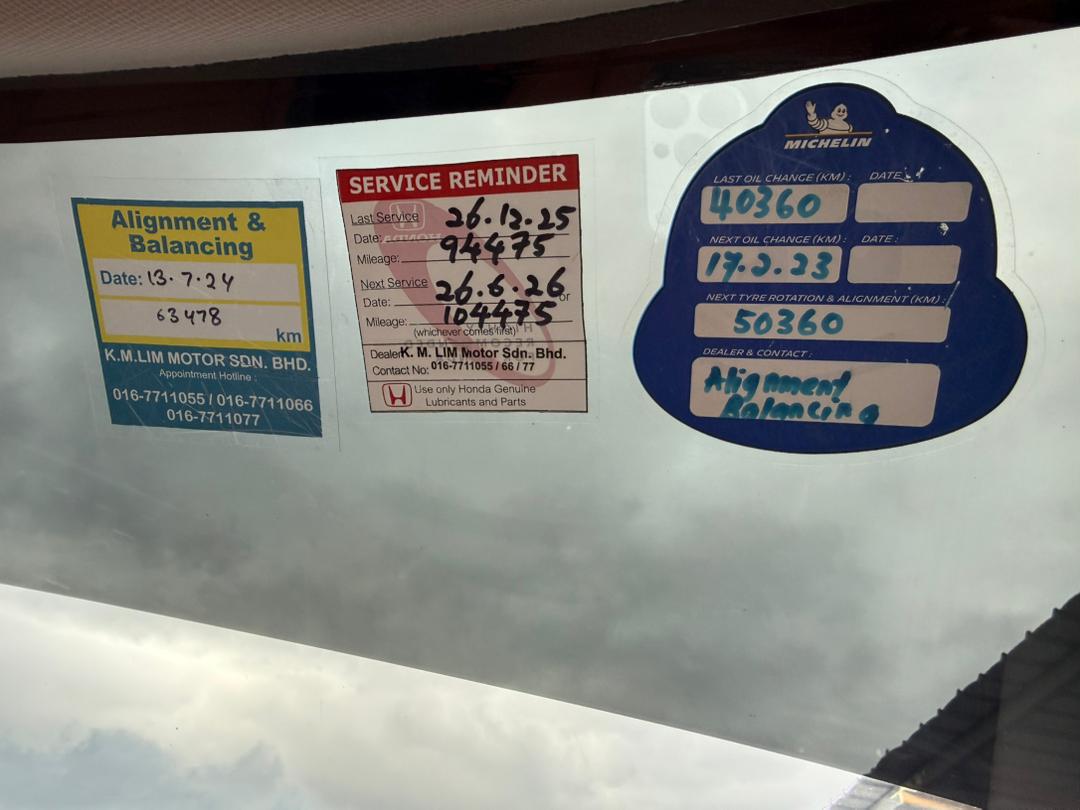 Alignment &
Balancing
Date: 13.7.24
63478
km
K.M.LIM MOTOR SDN. BHD.
Appointment Hotline :
016-7711055 / 016-7711066
016-7711077
SERVICE REMINDER
Last Service 26.12.25
Date:
Mileage: 94475
Next Service 26.6.26
Date: or
Mileage: 104475
(whichever comes first)
Dealer K. M. LIM Motor Sdn. Bhd.
Contact No: 016-7711055 / 66 / 77
Use only Honda Genuine
Lubricants and Parts
MICHELIN
LAST OIL CHANGE (KM) : DATE :
40360
NEXT OIL CHANGE (KM) : DATE :
17.2.23
NEXT TYRE ROTATION & ALIGNMENT (KM) :
50360
DEALER & CONTACT :
Alignment
Balancing